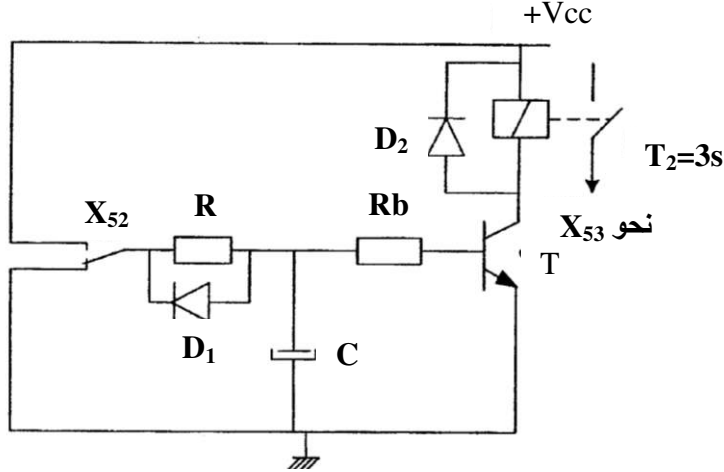 +Vcc
D₂
T₂=3s
X₅₂
R
Rb
نحو X₅₃
T
D₁
C